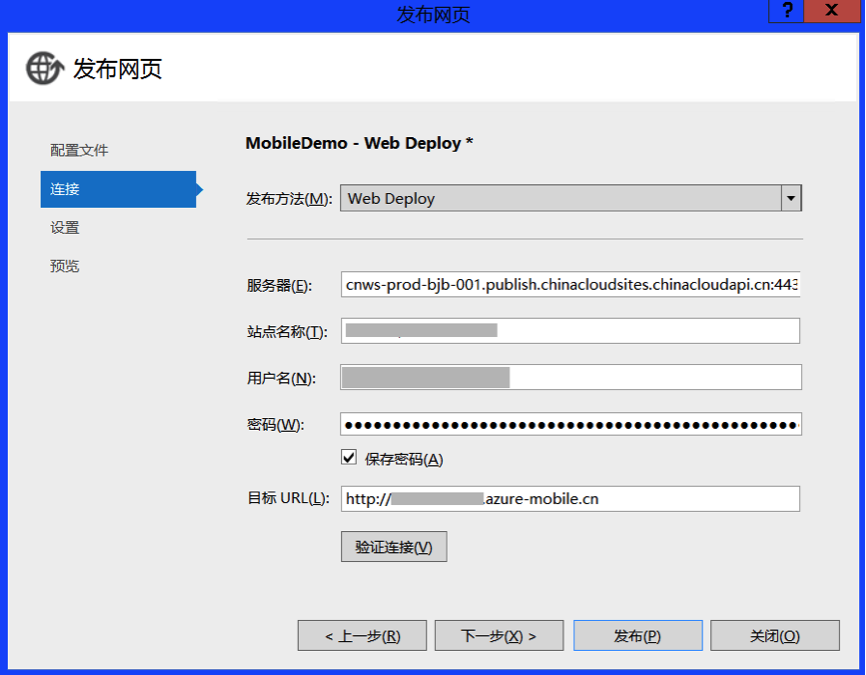 发布网页
? X
发布网页
配置文件
连接
设置
预览
MobileDemo - Web Deploy *
发布方法(M): Web Deploy
服务器(E): cnws-prod-bjb-001.publish.chinacloudsites.chinacloudapi.cn:443
站点名称(T):
用户名(N):
密码(W):
保存密码(A)
目标 URL(L): http:// .azure-mobile.cn
验证连接(V)
< 上一步(R) 下一步(X) > 发布(P) 关闭(O)